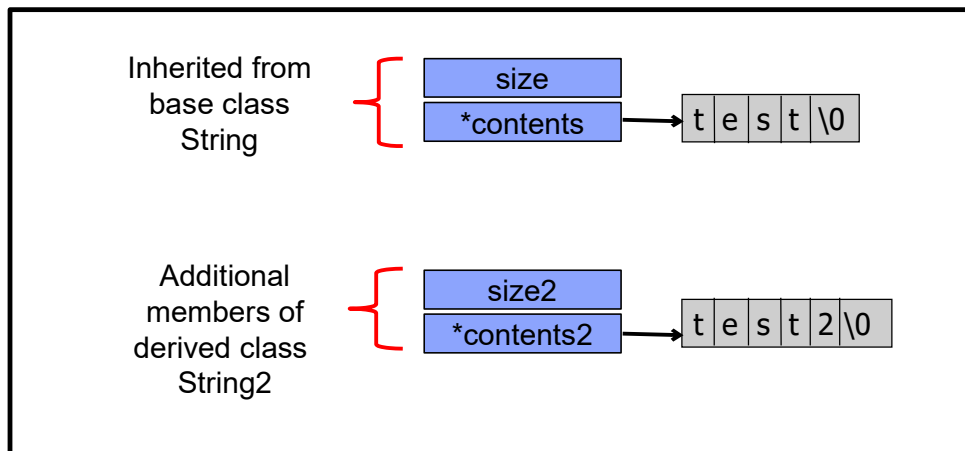 Inherited from
base class
String
size
*contents
t e s t \0
Additional
members of
derived class
String2
size2
*contents2
t e s t 2 \0